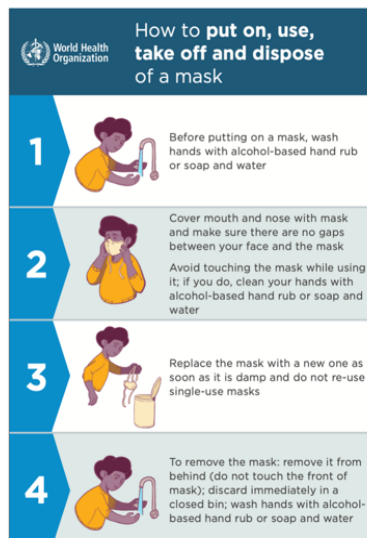 World Health
Organization
How to put on, use,
take off and dispose
of a mask
1
Before putting on a mask, wash
hands with alcohol-based hand rub
or soap and water
2
Cover mouth and nose with mask
and make sure there are no gaps
between your face and the mask
Avoid touching the mask while using
it; if you do, clean your hands with
alcohol-based hand rub or soap and
water
3
Replace the mask with a new one as
soon as it is damp and do not re-use
single-use masks
4
To remove the mask: remove it from
behind (do not touch the front of
mask); discard immediately in a
closed bin; wash hands with alcohol-
based hand rub or soap and water